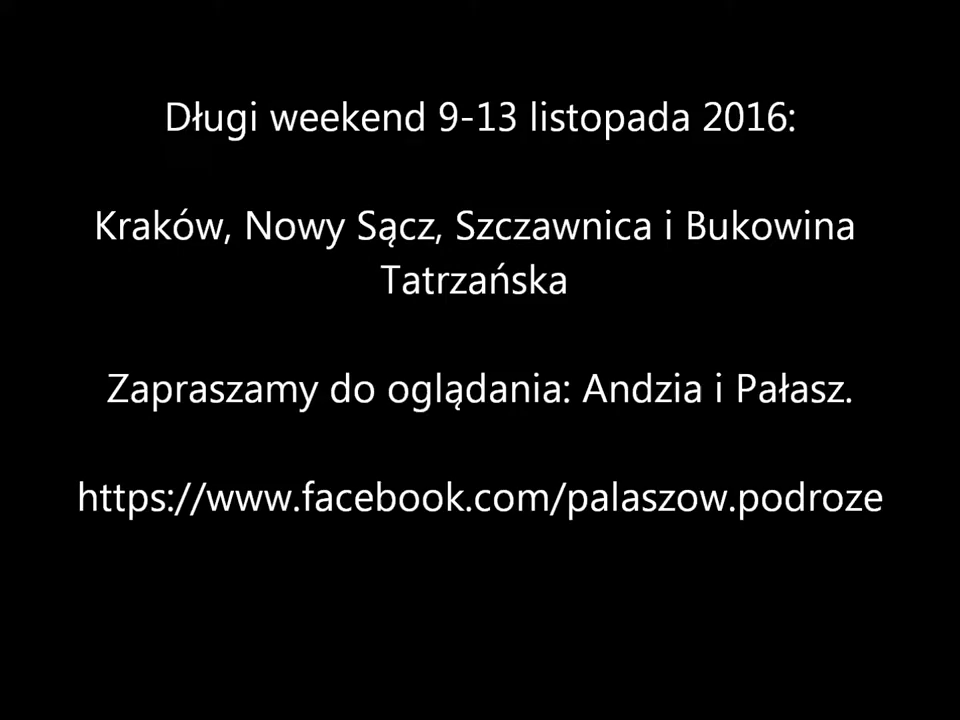 Długi weekend 9-13 listopada 2016:
Kraków, Nowy Sącz, Szczawnica i Bukowina
Tatrzańska
Zapraszamy do oglądania: Andzia i Pałasz.
https://www.facebook.com/palaszow.podroze